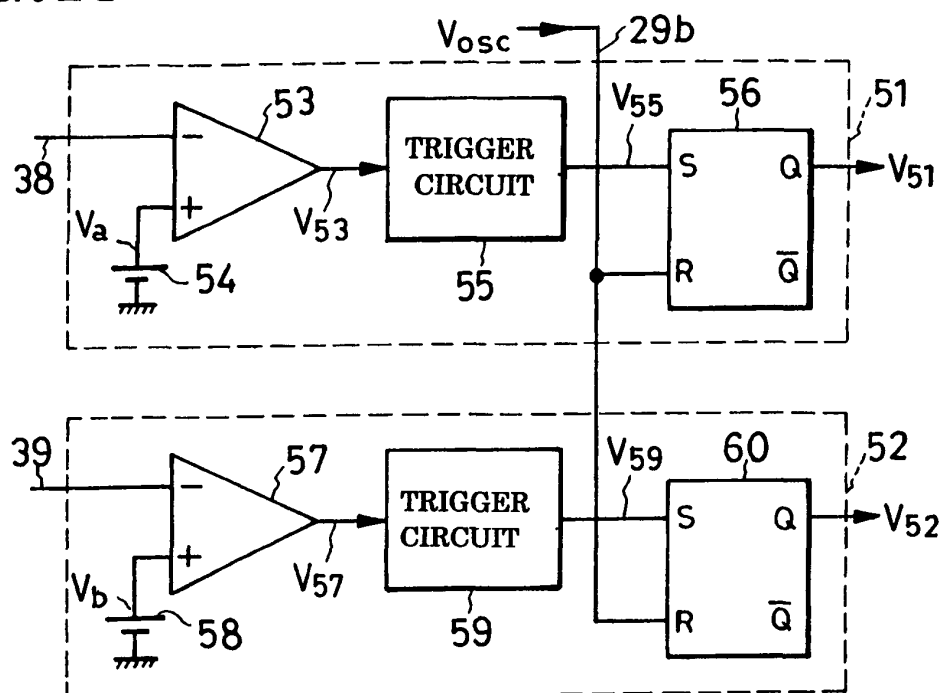 Vosc
29b
53
V55
56
51
38
−
+
TRIGGER
CIRCUIT
S
Q
V51
V53
Va
54
55
R
Q̅
39
57
V59
60
52
−
+
TRIGGER
CIRCUIT
S
Q
V52
V57
Vb
58
59
R
Q̅